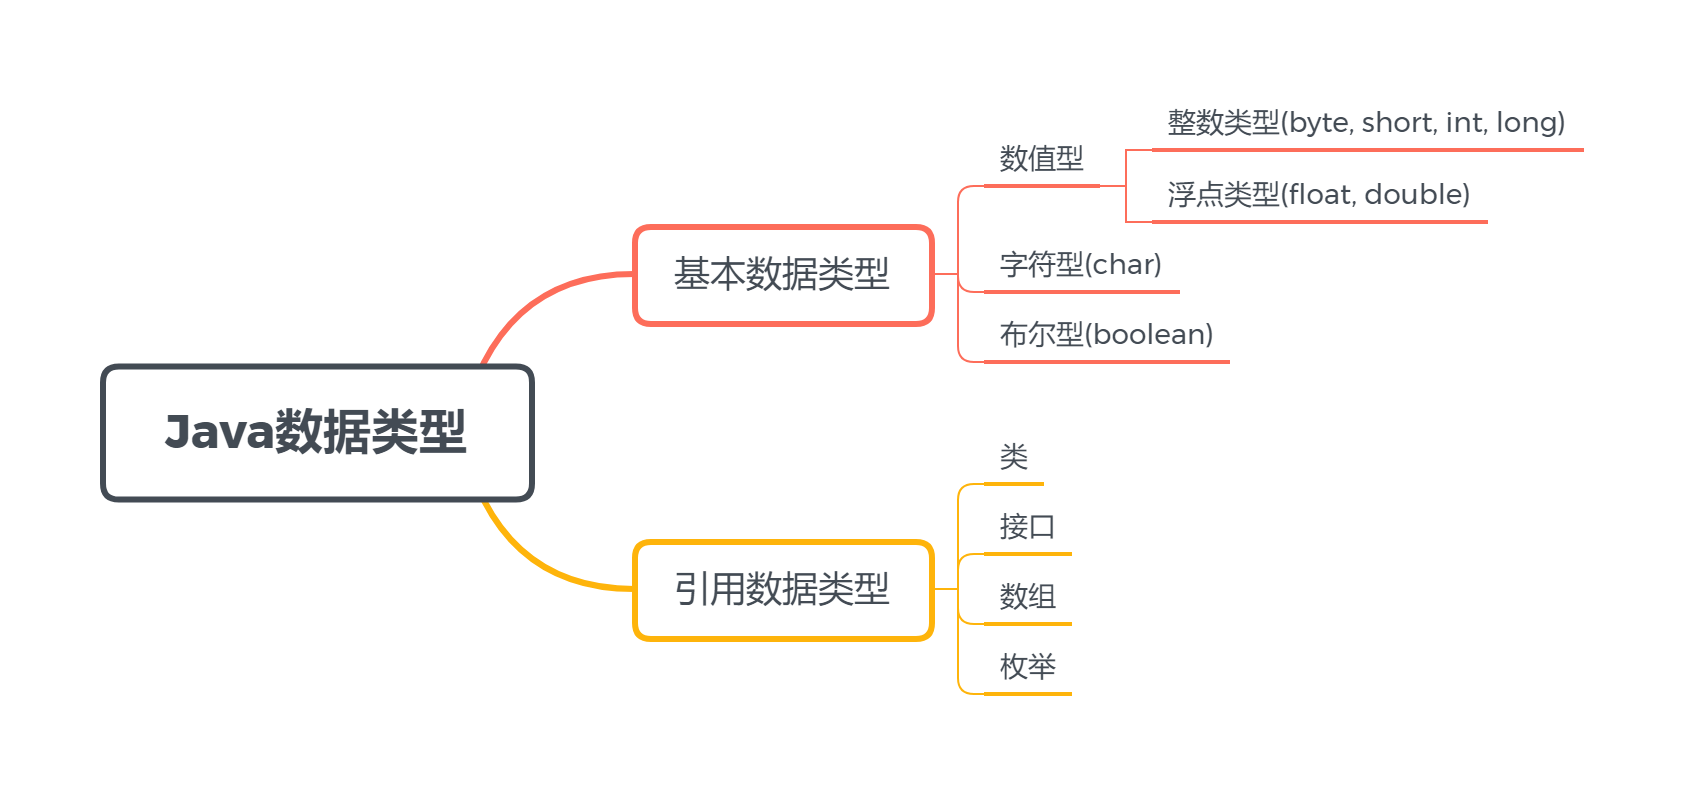 Java数据类型
基本数据类型
数值型
整数类型(byte, short, int, long)
浮点类型(float, double)
字符型(char)
布尔型(boolean)
引用数据类型
类
接口
数组
枚举